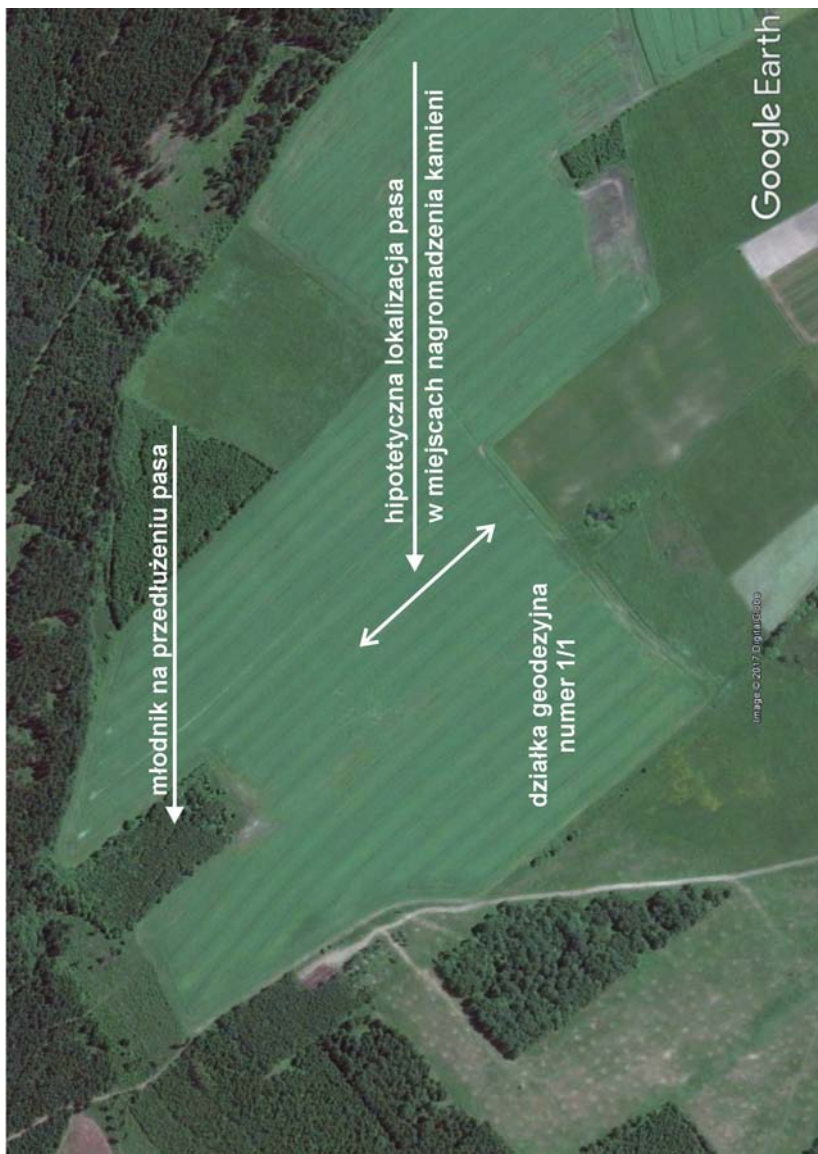 młodnik na przedłużeniu pasa
hipotetyczna lokalizacja pasa
w miejscach nagromadzenia kamieni
działka geodezyjna
numer 1/1
Image © 2017 DigitalGlobe
Google Earth